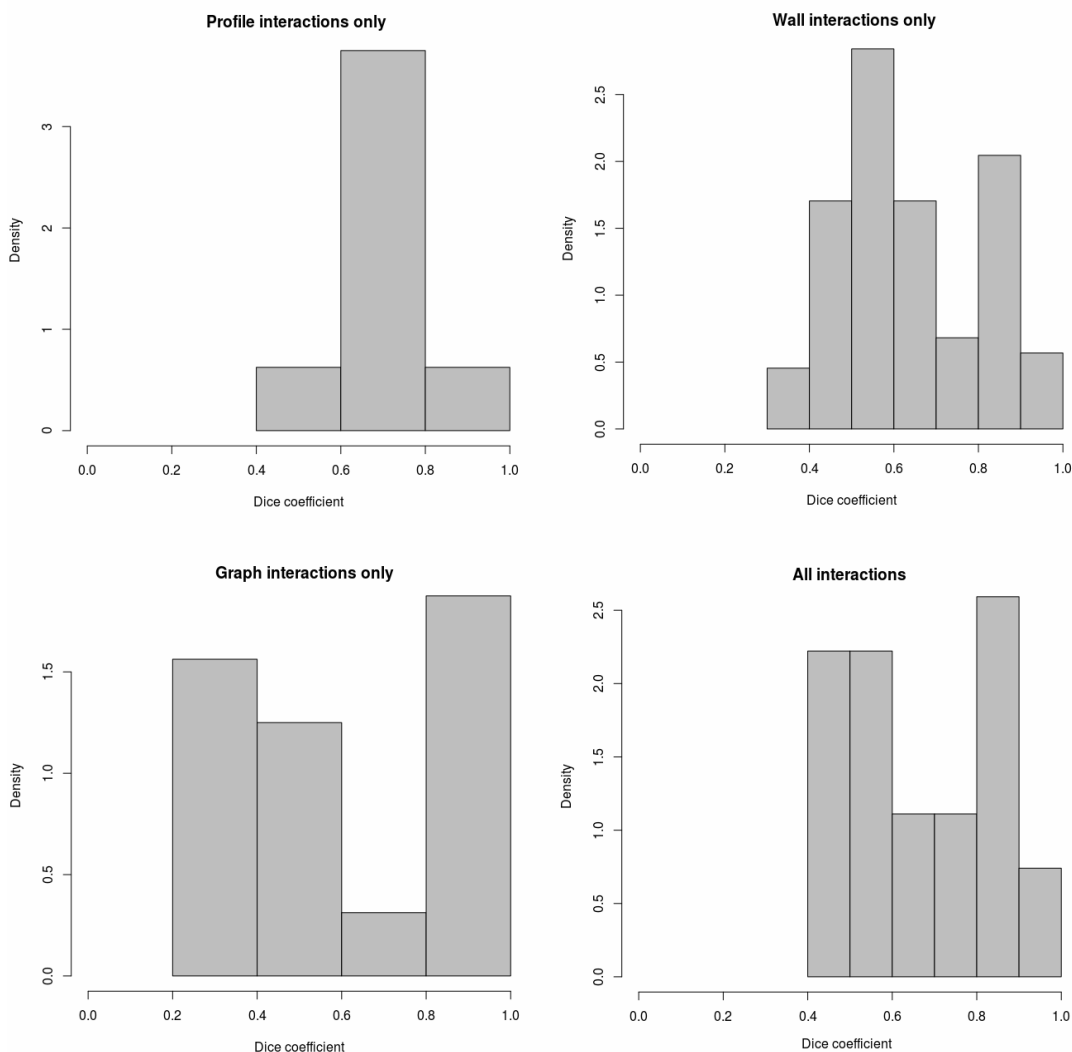 Profile interactions only
Density
0
1
2
3
0.0 0.2 0.4 0.6 0.8 1.0
Dice coefficient
Wall interactions only
Density
0.0
0.5
1.0
1.5
2.0
2.5
0.0 0.2 0.4 0.6 0.8 1.0
Dice coefficient
Graph interactions only
Density
0.0
0.5
1.0
1.5
0.0 0.2 0.4 0.6 0.8 1.0
Dice coefficient
All interactions
Density
0.0
0.5
1.0
1.5
2.0
2.5
0.0 0.2 0.4 0.6 0.8 1.0
Dice coefficient